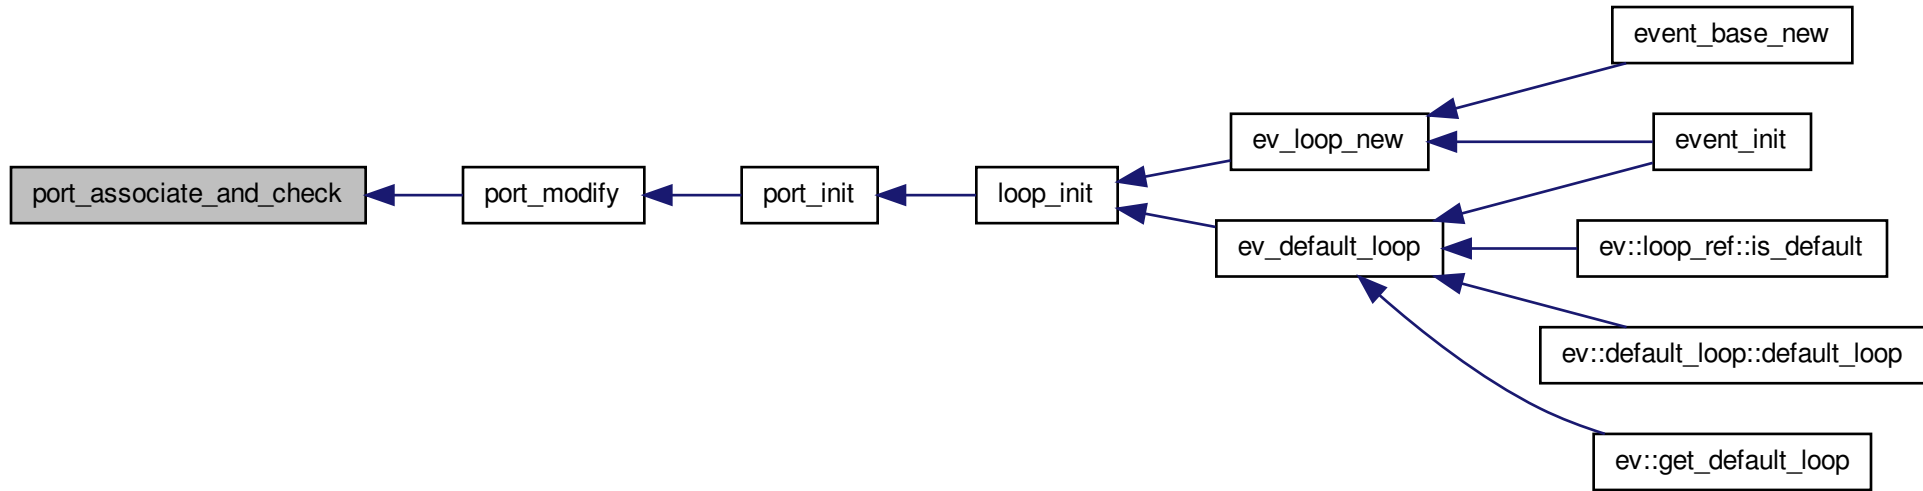 port_associate_and_check
port_modify
port_init
loop_init
ev_loop_new
ev_default_loop
event_base_new
event_init
ev::loop_ref::is_default
ev::default_loop::default_loop
ev::get_default_loop